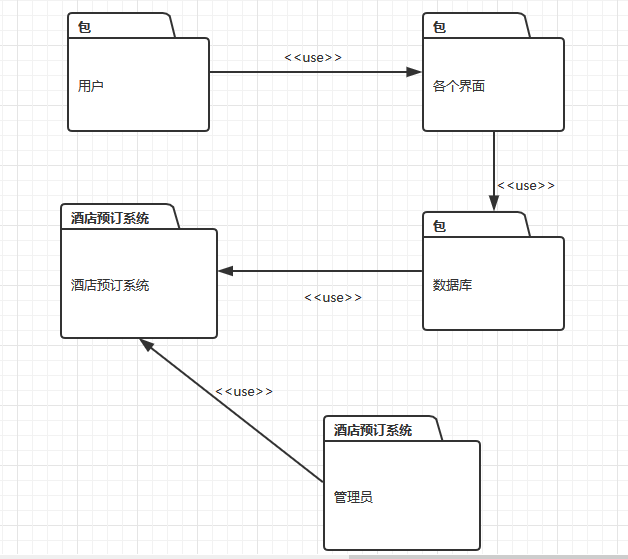 包
用户
<<use>>
包
各个界面
<<use>>
酒店预订系统
酒店预订系统
<<use>>
包
数据库
<<use>>
酒店预订系统
管理员